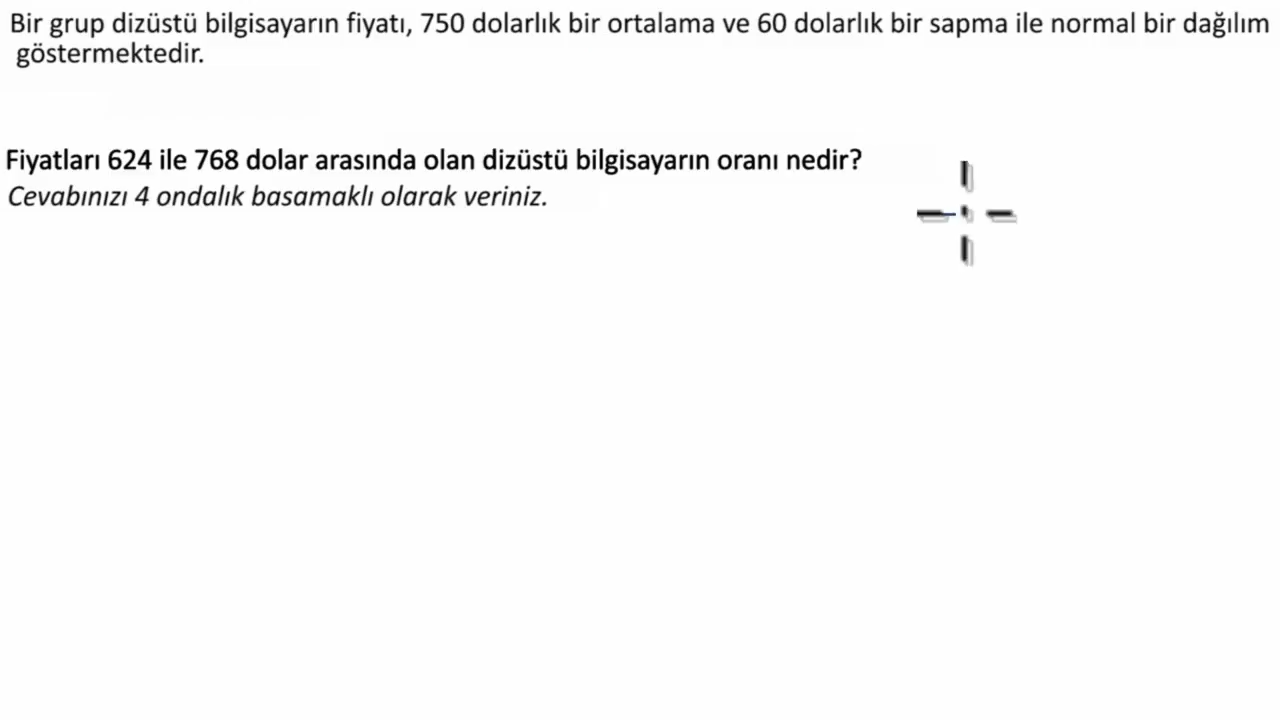 Bir grup dizüstü bilgisayarın fiyatı, 750 dolarlık bir ortalama ve 60 dolarlık bir sapma ile normal bir dağılım
göstermektedir.
Fiyatları 624 ile 768 dolar arasında olan dizüstü bilgisayarın oranı nedir?
Cevabınızı 4 ondalık basamaklı olarak veriniz.